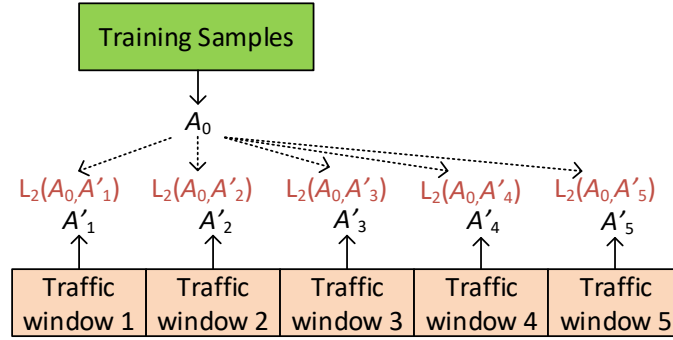 Training Samples
A₀
L₂(A₀,A'₁) L₂(A₀,A'₂) L₂(A₀,A'₃) L₂(A₀,A'₄) L₂(A₀,A'₅)
A'₁ A'₂ A'₃ A'₄ A'₅
Traffic Traffic Traffic Traffic Traffic
window 1 window 2 window 3 window 4 window 5